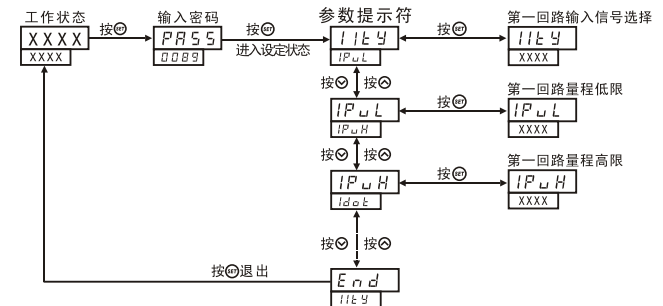 工作状态
XXXX
XXXX
按SET
输入密码
PASS
0089
按SET
进入设定状态
参数提示符
11tY
1PuL
按SET
第一回路输入信号选择
11tY
XXXX
按 按
1PuL
1PuH
按SET
第一回路量程低限
1PuL
XXXX
按 按
1PuH
1dot
按SET
第一回路量程高限
1PuH
XXXX
按 按
按SET退出
End
11tY